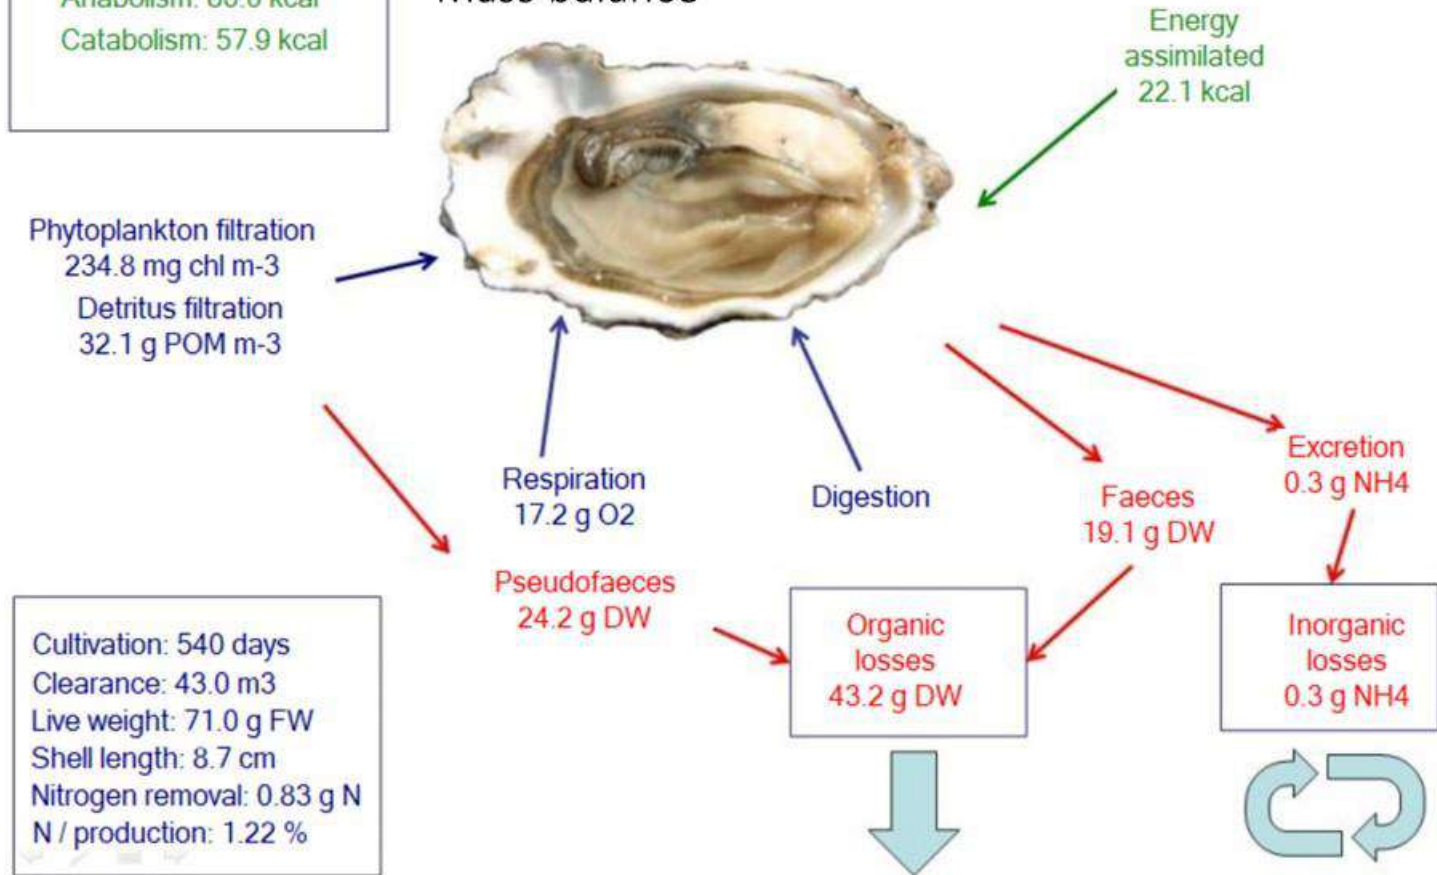 Catabolism: 57.9 kcal
Mass balance
Energy
assimilated
22.1 kcal
Phytoplankton filtration
234.8 mg chl m-3
Detritus filtration
32.1 g POM m-3
Respiration
17.2 g O2
Digestion
Excretion
0.3 g NH4
Faeces
19.1 g DW
Pseudofaeces
24.2 g DW
Organic
losses
43.2 g DW
Inorganic
losses
0.3 g NH4
Cultivation: 540 days
Clearance: 43.0 m3
Live weight: 71.0 g FW
Shell length: 8.7 cm
Nitrogen removal: 0.83 g N
N / production: 1.22 %